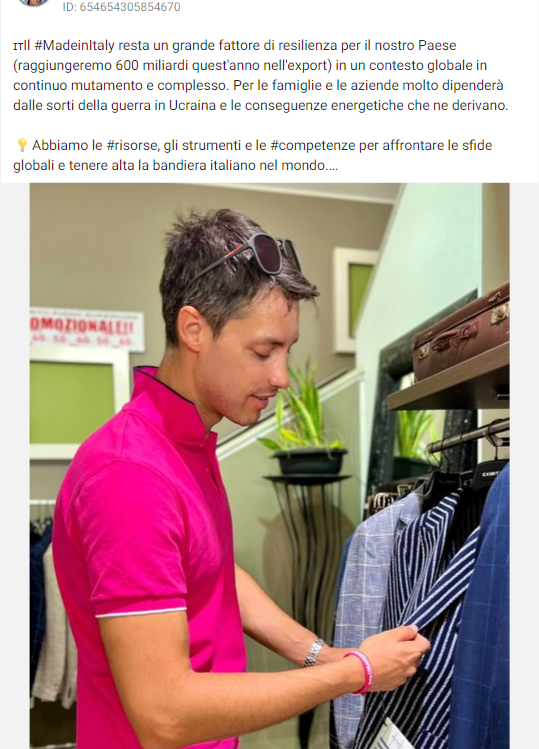 ID: 654654305854670
ITIl #MadeinItaly resta un grande fattore di resilienza per il nostro Paese
(raggiungeremo 600 miliardi quest'anno nell'export) in un contesto globale in
continuo mutamento e complesso. Per le famiglie e le aziende molto dipenderà
dalle sorti della guerra in Ucraina e le conseguenze energetiche che ne derivano.
💡 Abbiamo le #risorse, gli strumenti e le #competenze per affrontare le sfide
globali e tenere alta la bandiera italiano nel mondo....
OMOZIONALE!!